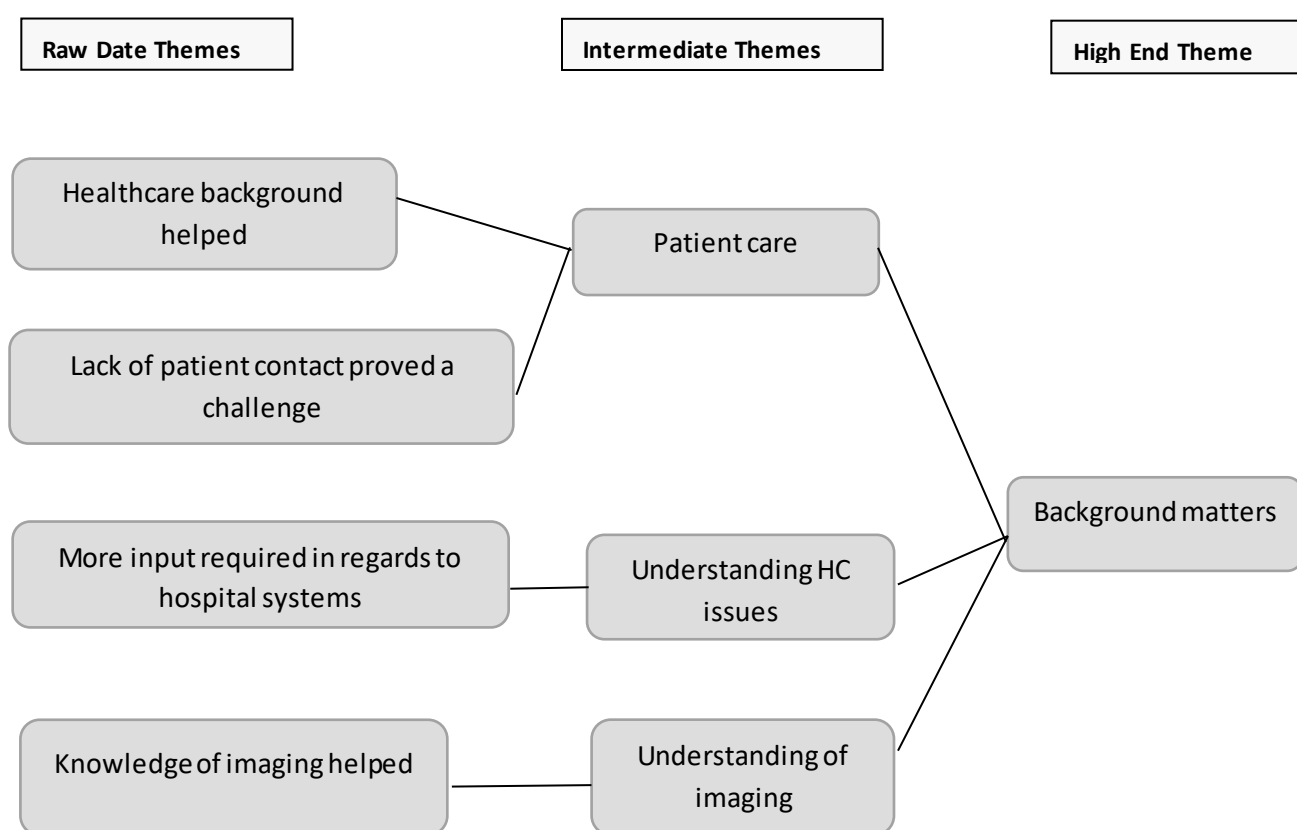 Raw Date Themes
Intermediate Themes
High End Theme
Healthcare background
helped
Patient care
Lack of patient contact proved a
challenge
Background matters
More input required in regards to
hospital systems
Understanding HC
issues
Knowledge of imaging helped
Understanding of
imaging